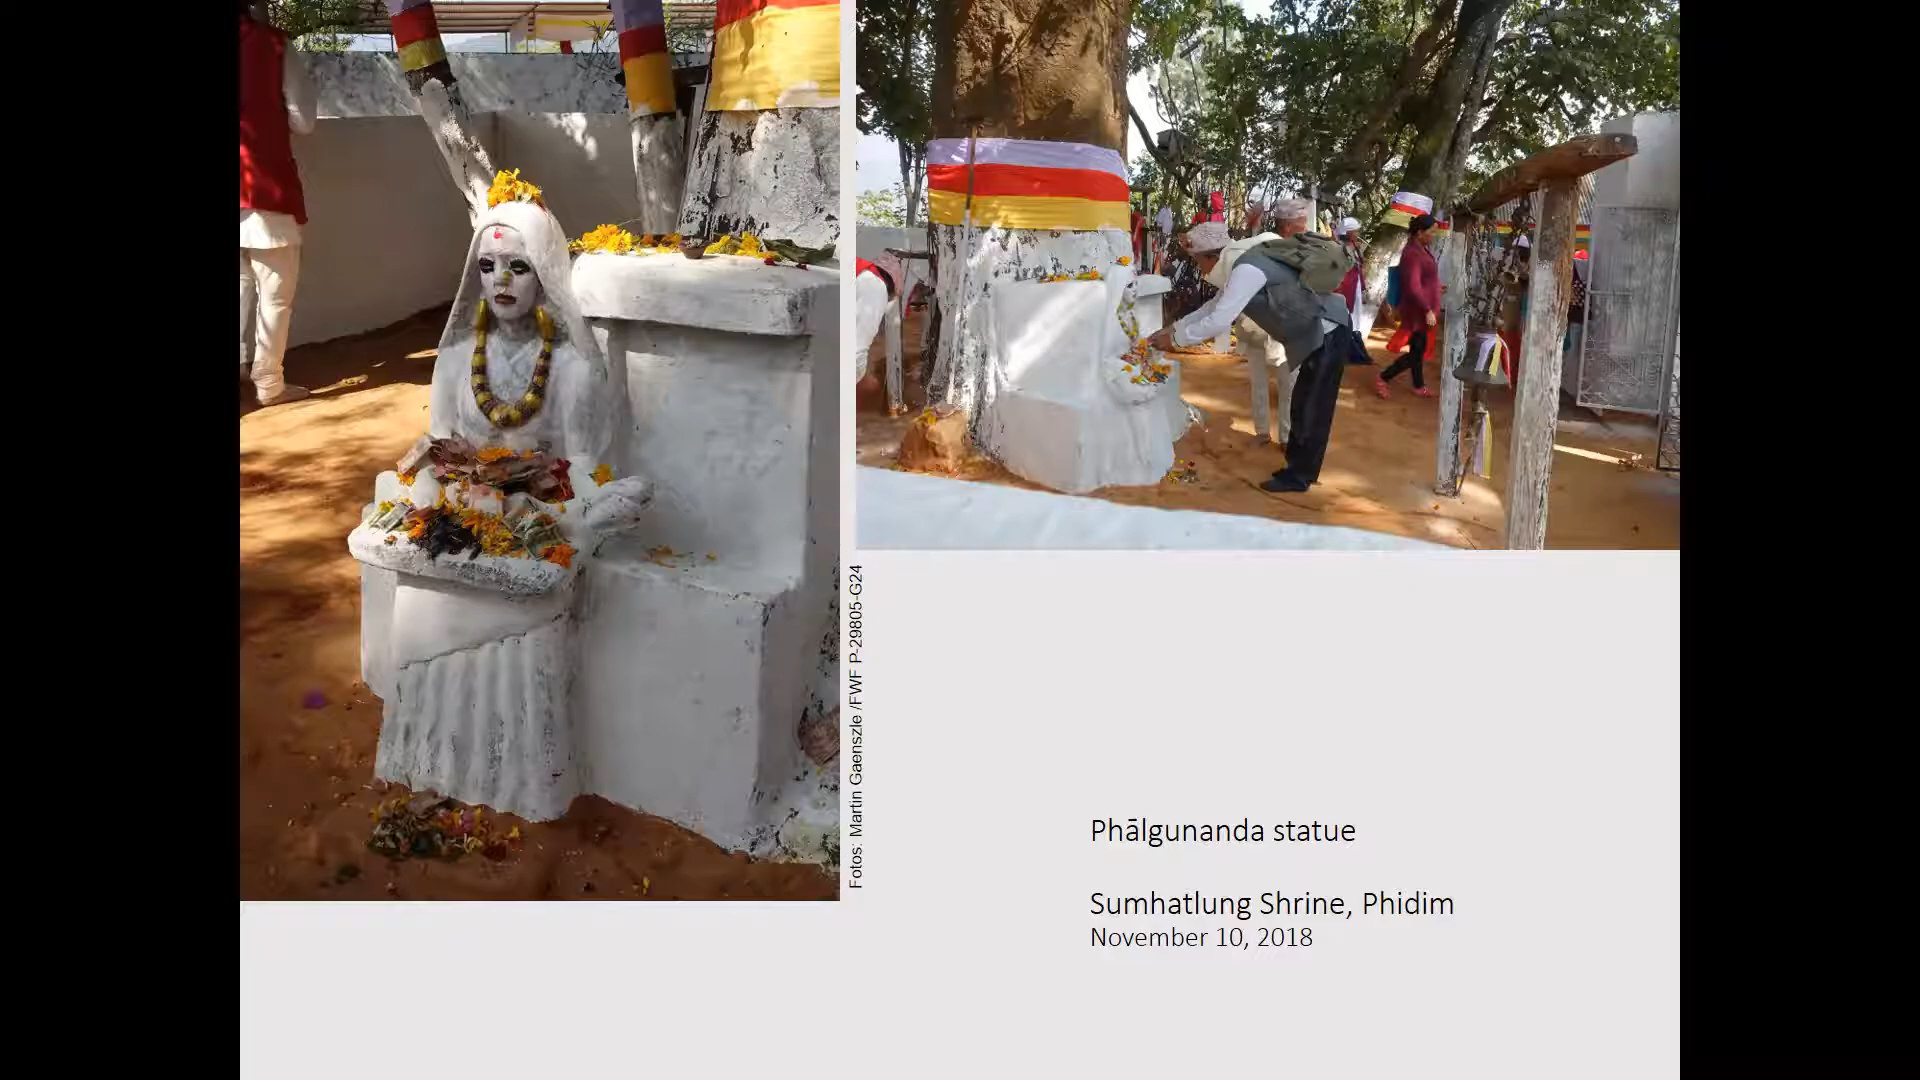 Fotos: Martin Gaenszle /FWF P-29805-G24
Phālgunanda statue
Sumhatlung Shrine, Phidim
November 10, 2018